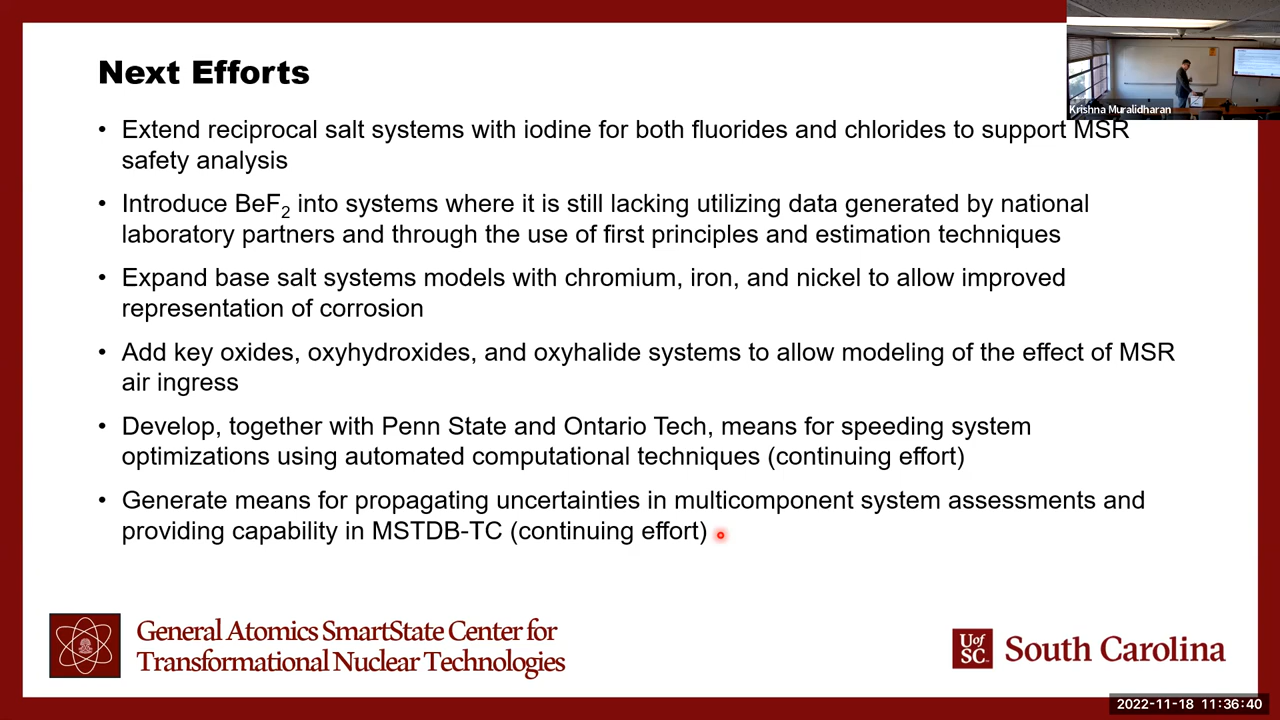 Next Efforts
Krishna Muralidharan
• Extend reciprocal salt systems with iodine for both fluorides and chlorides to support MSR
safety analysis
• Introduce BeF2 into systems where it is still lacking utilizing data generated by national
laboratory partners and through the use of first principles and estimation techniques
• Expand base salt systems models with chromium, iron, and nickel to allow improved
representation of corrosion
• Add key oxides, oxyhydroxides, and oxyhalide systems to allow modeling of the effect of MSR
air ingress
• Develop, together with Penn State and Ontario Tech, means for speeding system
optimizations using automated computational techniques (continuing effort)
• Generate means for propagating uncertainties in multicomponent system assessments and
providing capability in MSTDB-TC (continuing effort)
General Atomics SmartState Center for
Transformational Nuclear Technologies
UofSC
South Carolina
2022-11-18 11:36:40